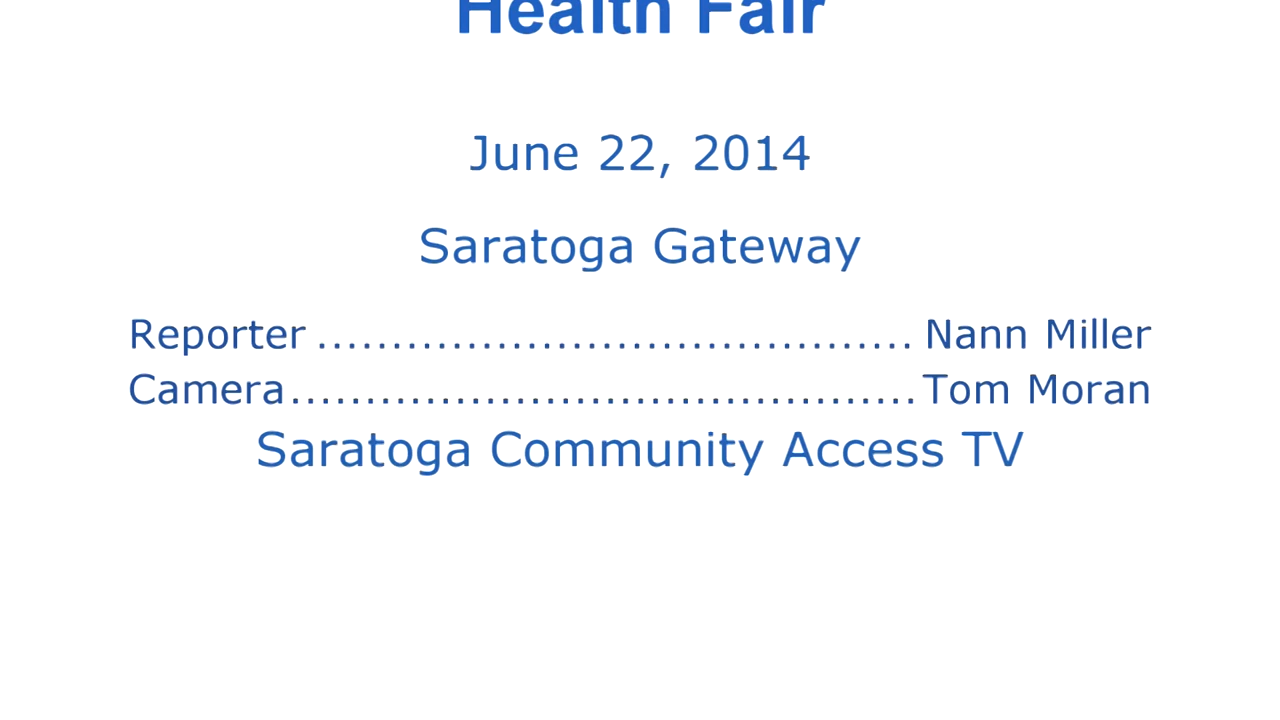 Health Fair
June 22, 2014
Saratoga Gateway
Reporter ........................................ Nann Miller
Camera..........................................Tom Moran
Saratoga Community Access TV